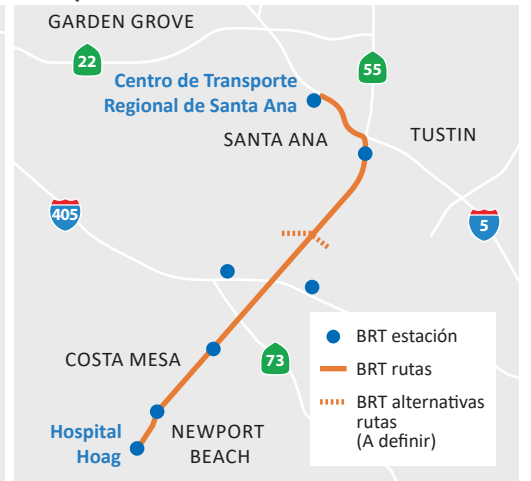 GARDEN GROVE
22
55
Centro de Transporte
Regional de Santa Ana
SANTA ANA
TUSTIN
405
5
COSTA MESA
73
Hospital
Hoag
NEWPORT
BEACH
BRT estación
BRT rutas
BRT alternativas
rutas
(A definir)